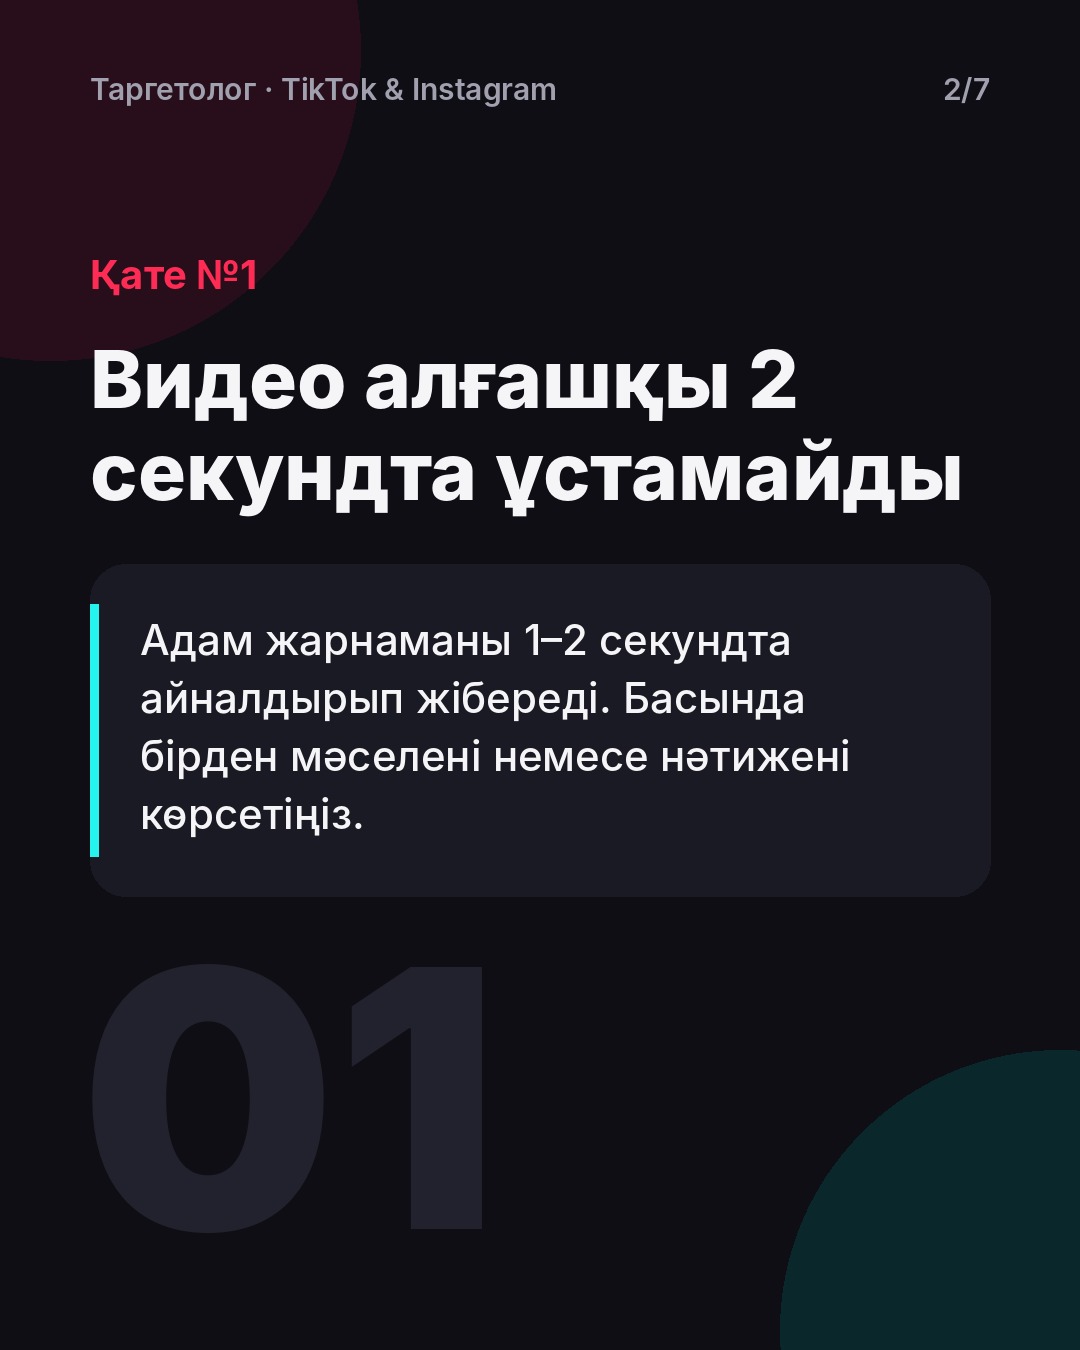 Таргетолог · TikTok & Instagram
2/7
Қате №1
Видео алғашқы 2
секундта ұстамайды
Адам жарнаманы 1–2 секундта
айналдырып жібереді. Басында
бірден мәселені немесе нәтижені
көрсетіңіз.
01